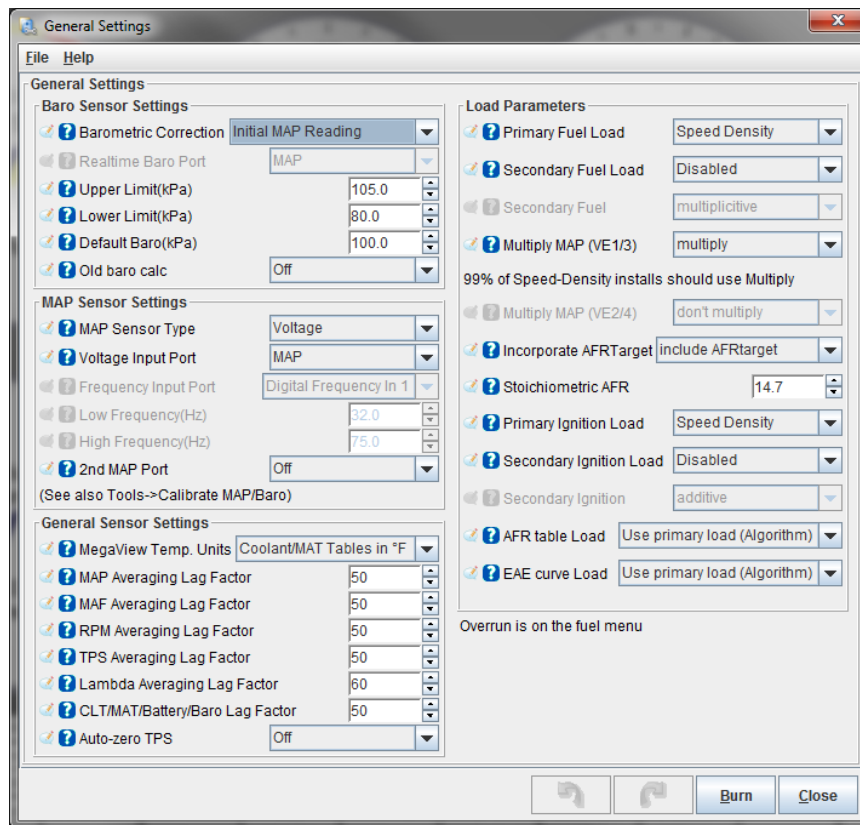 General Settings
File Help
General Settings
Baro Sensor Settings
Barometric Correction Initial MAP Reading
Realtime Baro Port MAP
Upper Limit(kPa) 105.0
Lower Limit(kPa) 80.0
Default Baro(kPa) 100.0
Old baro calc Off
MAP Sensor Settings
MAP Sensor Type Voltage
Voltage Input Port MAP
Frequency Input Port Digital Frequency In 1
Low Frequency(Hz) 32.0
High Frequency(Hz) 75.0
2nd MAP Port Off
(See also Tools->Calibrate MAP/Baro)
General Sensor Settings
MegaView Temp. Units Coolant/MAT Tables in °F
MAP Averaging Lag Factor 50
MAF Averaging Lag Factor 50
RPM Averaging Lag Factor 50
TPS Averaging Lag Factor 50
Lambda Averaging Lag Factor 60
CLT/MAT/Battery/Baro Lag Factor 50
Auto-zero TPS Off
Load Parameters
Primary Fuel Load Speed Density
Secondary Fuel Load Disabled
Secondary Fuel multiplicitive
Multiply MAP (VE1/3) multiply
99% of Speed-Density installs should use Multiply
Multiply MAP (VE2/4) don't multiply
Incorporate AFRTarget include AFRtarget
Stoichiometric AFR 14.7
Primary Ignition Load Speed Density
Secondary Ignition Load Disabled
Secondary Ignition additive
AFR table Load Use primary load (Algorithm)
EAE curve Load Use primary load (Algorithm)
Overrun is on the fuel menu
Burn Close